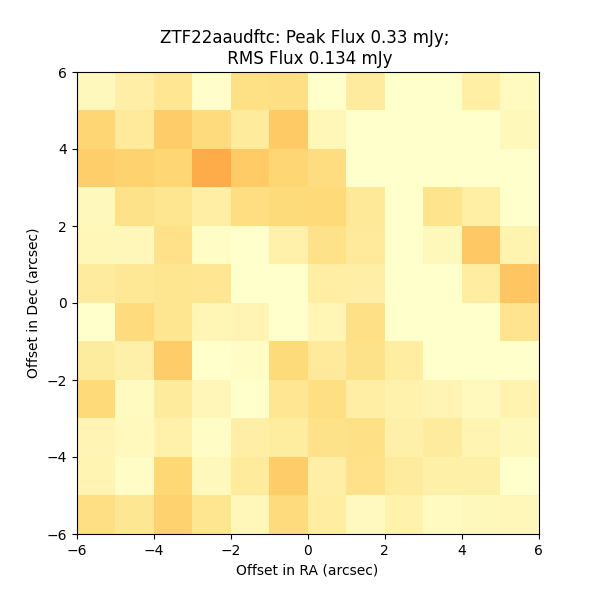 ZTF22aaudftc: Peak Flux 0.33 mJy;
RMS Flux 0.134 mJy
6
4
2
0
−2
−4
−6
Offset in Dec (arcsec)
−6 −4 −2 0 2 4 6
Offset in RA (arcsec)